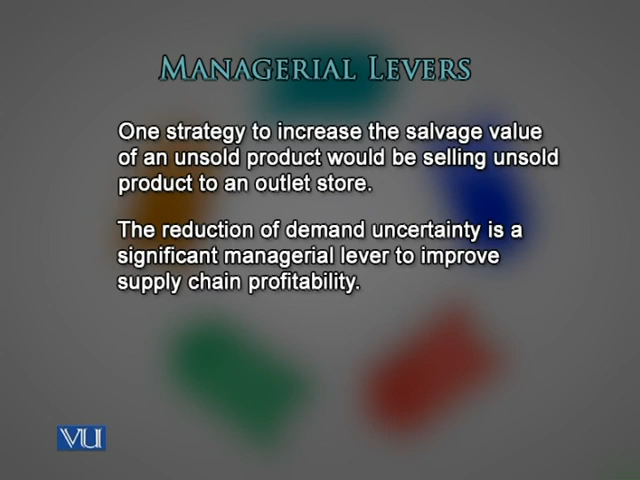 MANAGERIAL LEVERS
One strategy to increase the salvage value
of an unsold product would be selling unsold
product to an outlet store.
The reduction of demand uncertainty is a
significant managerial lever to improve
supply chain profitability.
VU